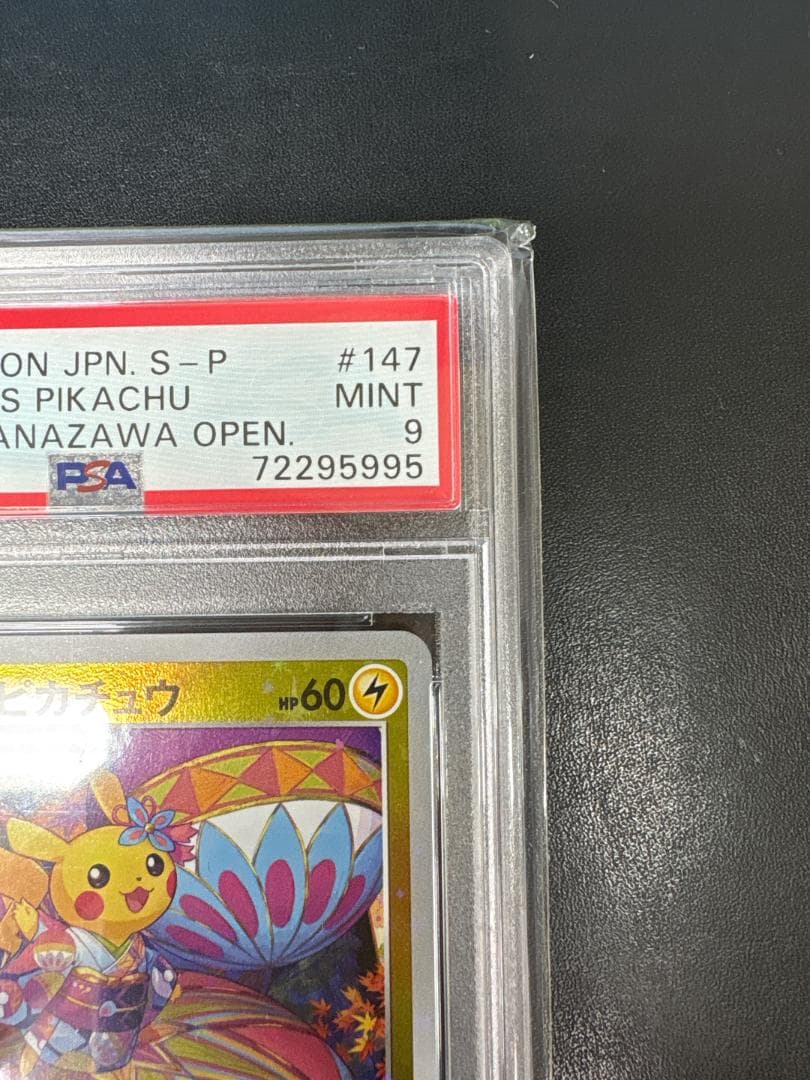 ON JPN. S-P #147
S PIKACHU MINT
ANAZAWA OPEN. 9
PSA 72295995
ピカチュウ HP60